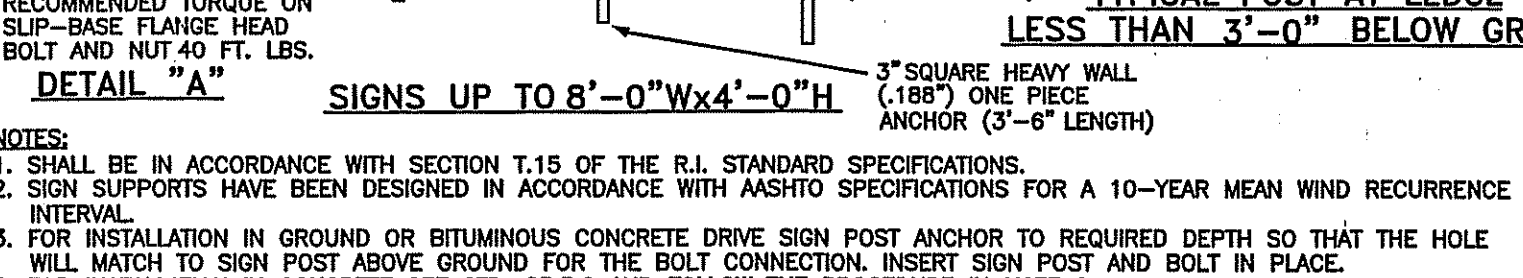 RECOMMENDED TORQUE ON
SLIP-BASE FLANGE HEAD
BOLT AND NUT 40 FT. LBS.
DETAIL "A"
SIGNS UP TO 8'-0"Wx4'-0"H
3" SQUARE HEAVY WALL
(.188") ONE PIECE
ANCHOR (3'-6" LENGTH)
TYPICAL POST AT LEDGE
LESS THAN 3'-0" BELOW GR
NOTES:
1. SHALL BE IN ACCORDANCE WITH SECTION T.15 OF THE R.I. STANDARD SPECIFICATIONS.
2. SIGN SUPPORTS HAVE BEEN DESIGNED IN ACCORDANCE WITH AASHTO SPECIFICATIONS FOR A 10-YEAR MEAN WIND RECURRENCE
INTERVAL.
3. FOR INSTALLATION IN GROUND OR BITUMINOUS CONCRETE DRIVE SIGN POST ANCHOR TO REQUIRED DEPTH SO THAT THE HOLE
WILL MATCH TO SIGN POST ABOVE GROUND FOR THE BOLT CONNECTION. INSERT SIGN POST AND BOLT IN PLACE.